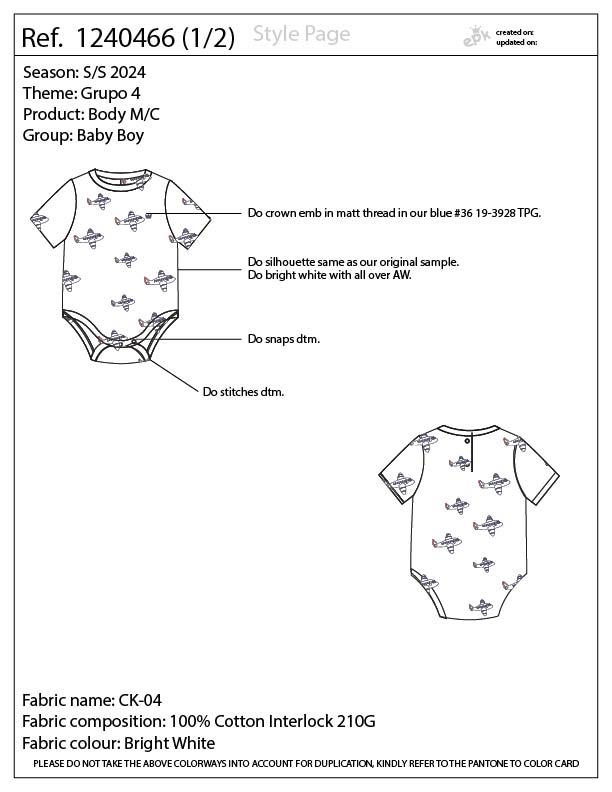 Ref. 1240466 (1/2)
Style Page
epk
created on:
updated on:
Season: S/S 2024
Theme: Grupo 4
Product: Body M/C
Group: Baby Boy
Do crown emb in matt thread in our blue #36 19-3928 TPG.
Do silhouette same as our original sample.
Do bright white with all over AW.
Do snaps dtm.
Do stitches dtm.
Fabric name: CK-04
Fabric composition: 100% Cotton Interlock 210G
Fabric colour: Bright White
PLEASE DO NOT TAKE THE ABOVE COLORWAYS INTO ACCOUNT FOR DUPLICATION, KINDLY REFER TO THE PANTONE TO COLOR CARD